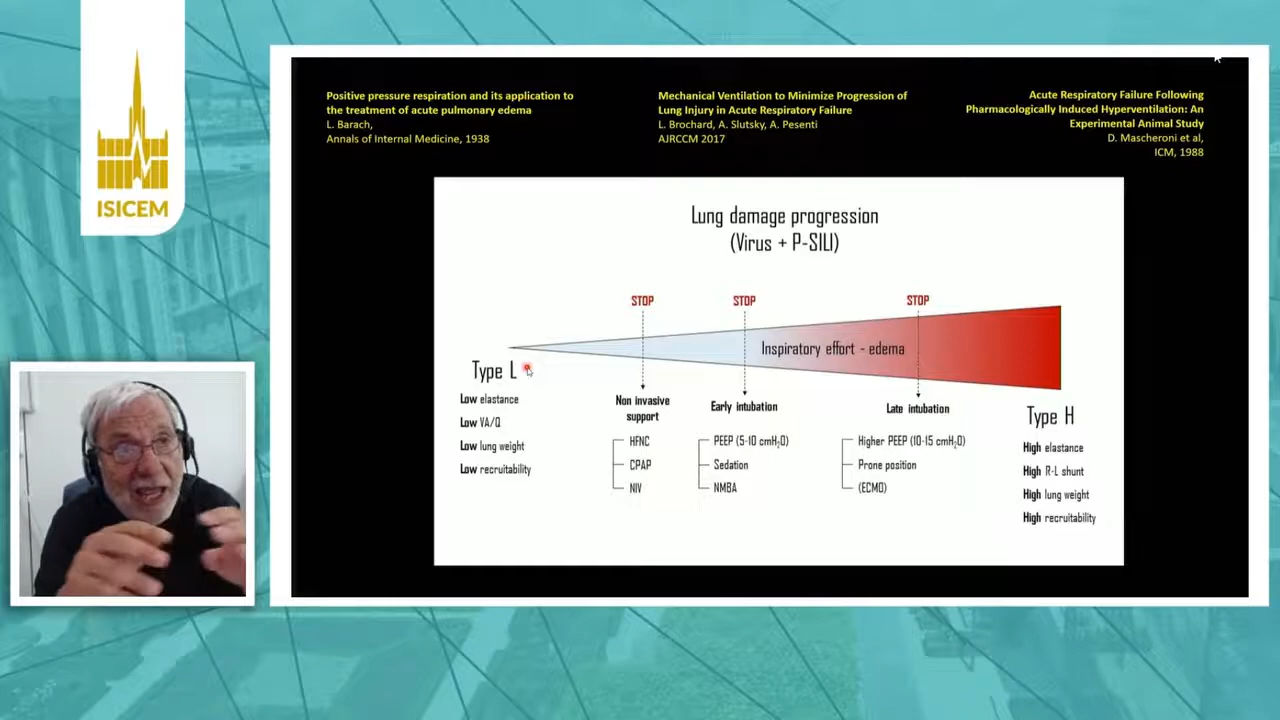 ISICEM
Positive pressure respiration and its application to
the treatment of acute pulmonary edema
L. Barach,
Annals of Internal Medicine, 1938
Mechanical Ventilation to Minimize Progression of
Lung Injury in Acute Respiratory Failure
L. Brochard, A. Slutsky, A. Pesenti
AJRCCM 2017
Acute Respiratory Failure Following
Pharmacologically Induced Hyperventilation: An
Experimental Animal Study
D. Mascheroni et al,
ICM, 1988
Lung damage progression
(Virus + P-SILI)
STOP
STOP
STOP
Inspiratory effort - edema
Type L
Low elastance
Low VA/Q
Low lung weight
Low recruitability
Non invasive
support
HFNC
CPAP
NIV
Early intubation
PEEP (5-10 cmH₂O)
Sedation
NMBA
Late intubation
Higher PEEP (10-15 cmH₂O)
Prone position
(ECMO)
Type H
High elastance
High R-L shunt
High lung weight
High recruitability